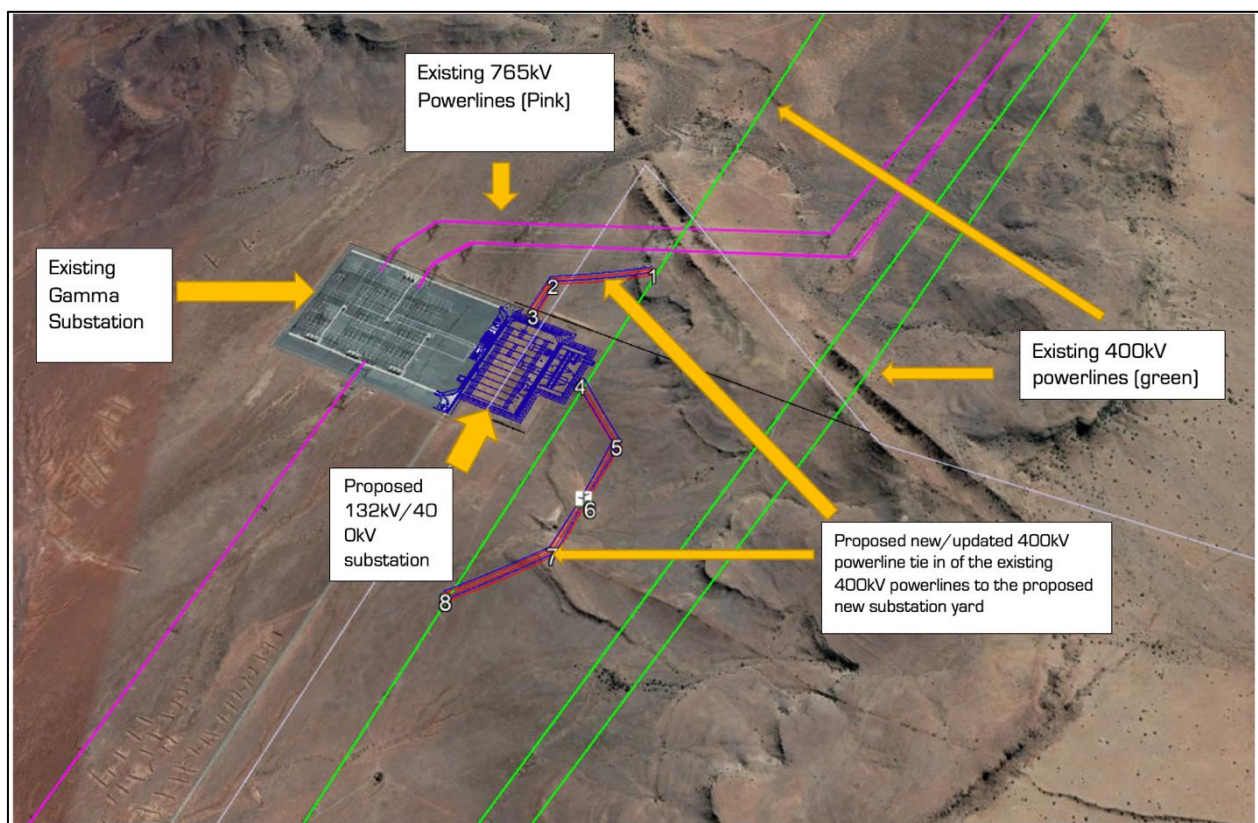 Existing 765kV
Powerlines (Pink)
Existing
Gamma
Substation
1
2
3
Existing 400kV
powerlines (green)
4
5
Proposed
132kV/40
0kV
substation
6
Proposed new/updated 400kV
powerline tie in of the existing
400kV powerlines to the proposed
new substation yard
7
8